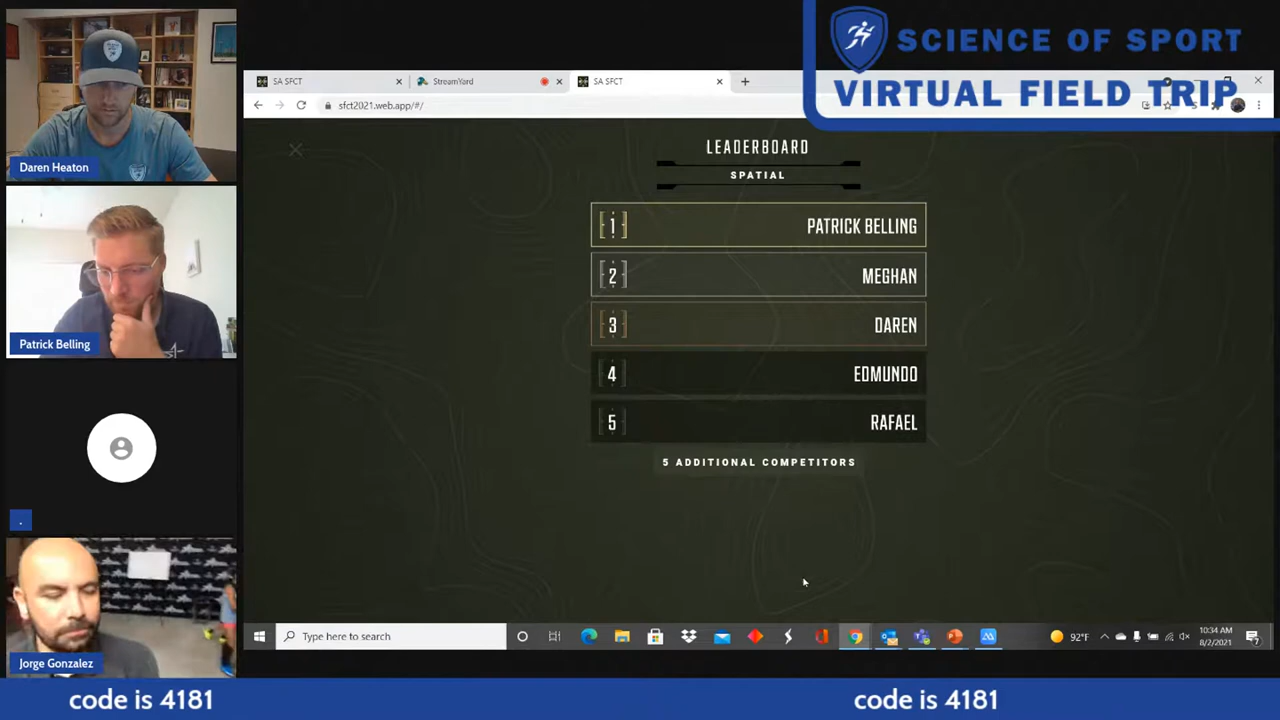 SCIENCE OF SPORT
VIRTUAL FIELD TRIP
Daren Heaton
Patrick Belling
.
Jorge Gonzalez
SA SFCT
StreamYard
SA SFCT
sfct2021.web.app/#/
LEADERBOARD
SPATIAL
1 PATRICK BELLING
2 MEGHAN
3 DAREN
4 EDMUNDO
5 RAFAEL
5 ADDITIONAL COMPETITORS
Type here to search
92°F
10:34 AM
8/2/2021
code is 4181
code is 4181